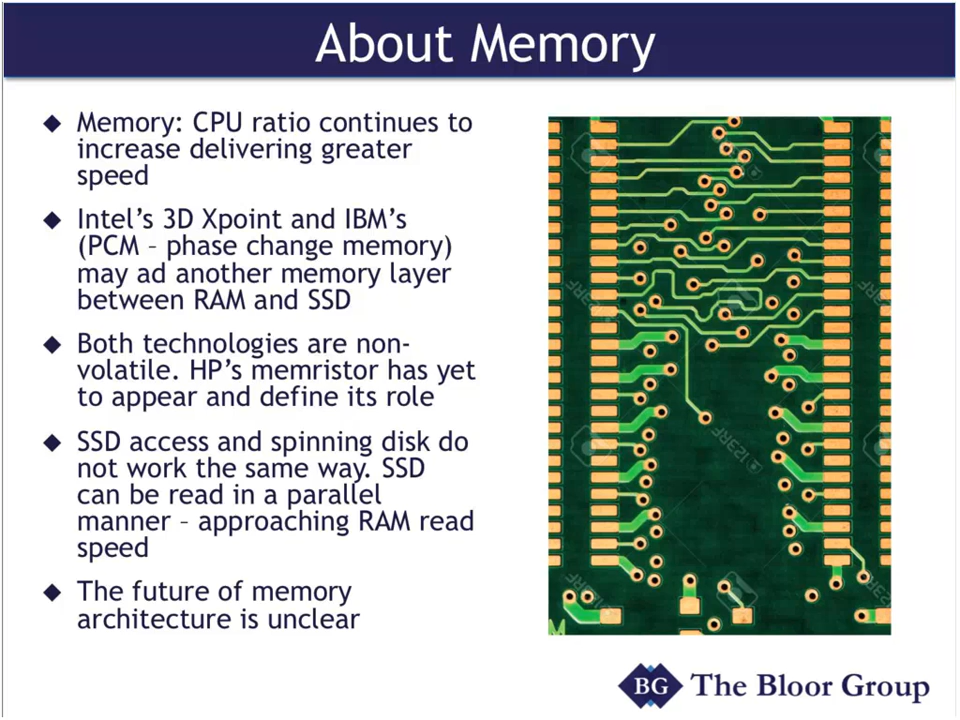 About Memory
Memory: CPU ratio continues to
increase delivering greater
speed
Intel's 3D Xpoint and IBM's
(PCM – phase change memory)
may ad another memory layer
between RAM and SSD
Both technologies are non-
volatile. HP's memristor has yet
to appear and define its role
SSD access and spinning disk do
not work the same way. SSD
can be read in a parallel
manner – approaching RAM read
speed
The future of memory
architecture is unclear
123RF
123RF
123RF
123RF
M
BG The Bloor Group